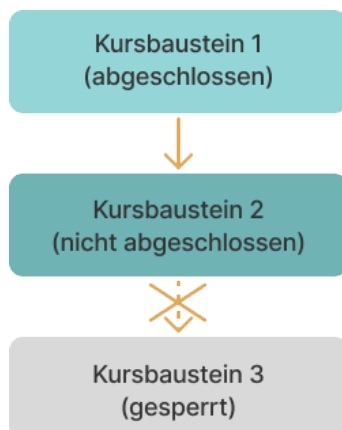 Kursbaustein 1
(abgeschlossen)
Kursbaustein 2
(nicht abgeschlossen)
Kursbaustein 3
(gesperrt)